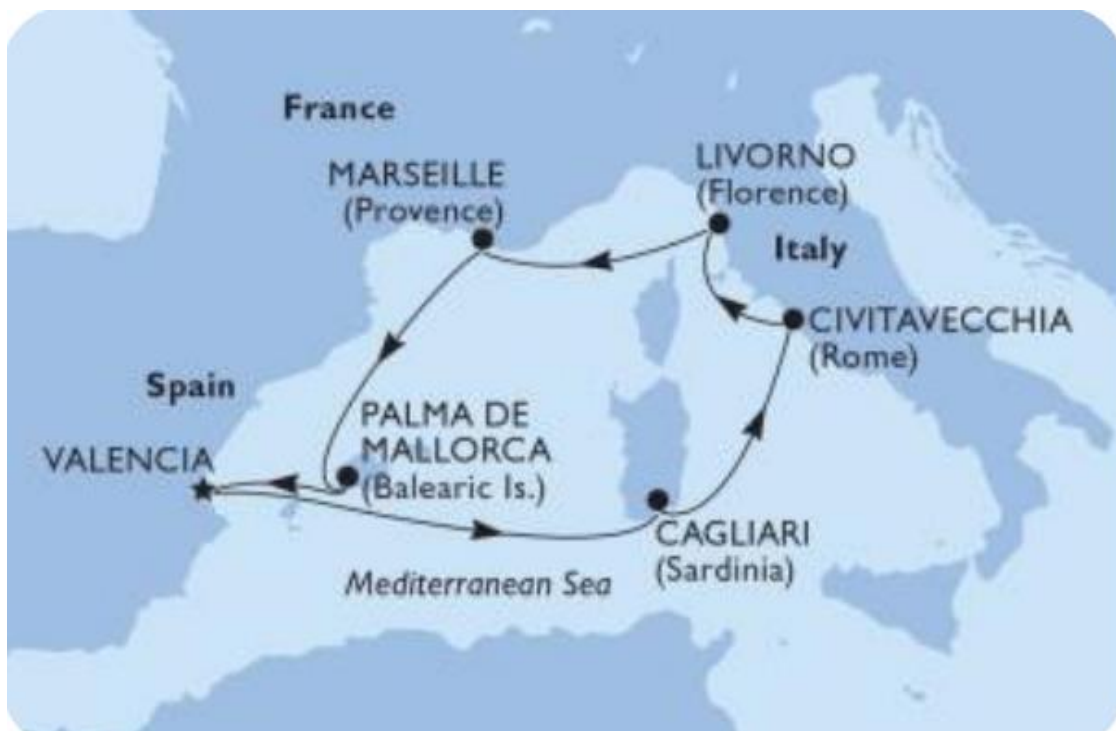 France
MARSEILLE
(Provence)
LIVORNO
(Florence)
Italy
CIVITAVECCHIA
(Rome)
Spain
PALMA DE
MALLORCA
(Balearic Is.)
VALENCIA
CAGLIARI
(Sardinia)
Mediterranean Sea